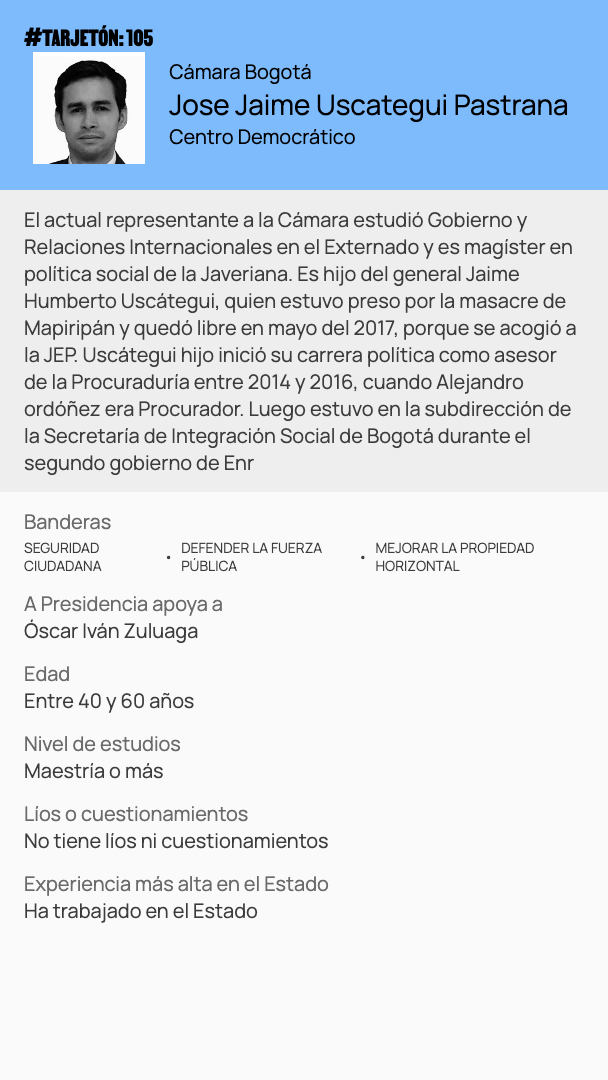 #TARJETÓN: 105
Cámara Bogotá
Jose Jaime Uscategui Pastrana
Centro Democrático
El actual representante a la Cámara estudió Gobierno y
Relaciones Internacionales en el Externado y es magíster en
política social de la Javeriana. Es hijo del general Jaime
Humberto Uscátegui, quien estuvo preso por la masacre de
Mapiripán y quedó libre en mayo del 2017, porque se acogió a
la JEP. Uscátegui hijo inició su carrera política como asesor
de la Procuraduría entre 2014 y 2016, cuando Alejandro
ordóñez era Procurador. Luego estuvo en la subdirección de
la Secretaría de Integración Social de Bogotá durante el
segundo gobierno de Enr
Banderas
SEGURIDAD CIUDADANA • DEFENDER LA FUERZA PÚBLICA • MEJORAR LA PROPIEDAD HORIZONTAL
A Presidencia apoya a
Óscar Iván Zuluaga
Edad
Entre 40 y 60 años
Nivel de estudios
Maestría o más
Líos o cuestionamientos
No tiene líos ni cuestionamientos
Experiencia más alta en el Estado
Ha trabajado en el Estado